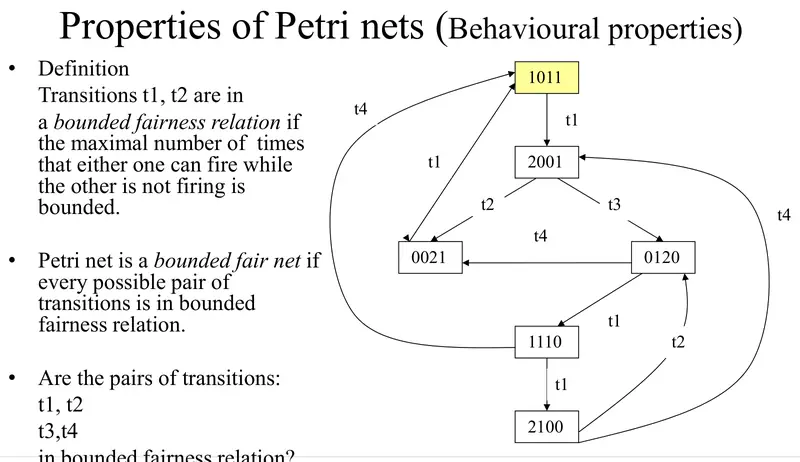 Properties of Petri nets (Behavioural properties)
• Definition
Transitions t1, t2 are in
a bounded fairness relation if
the maximal number of times
that either one can fire while
the other is not firing is
bounded.
• Petri net is a bounded fair net if
every possible pair of
transitions is in bounded
fairness relation.
• Are the pairs of transitions:
t1, t2
t3,t4
in bounded fairness relation?
1011
t4
t1
2001
t1
t2
t3
t4
t4
0021
0120
t1
1110
t2
t1
2100